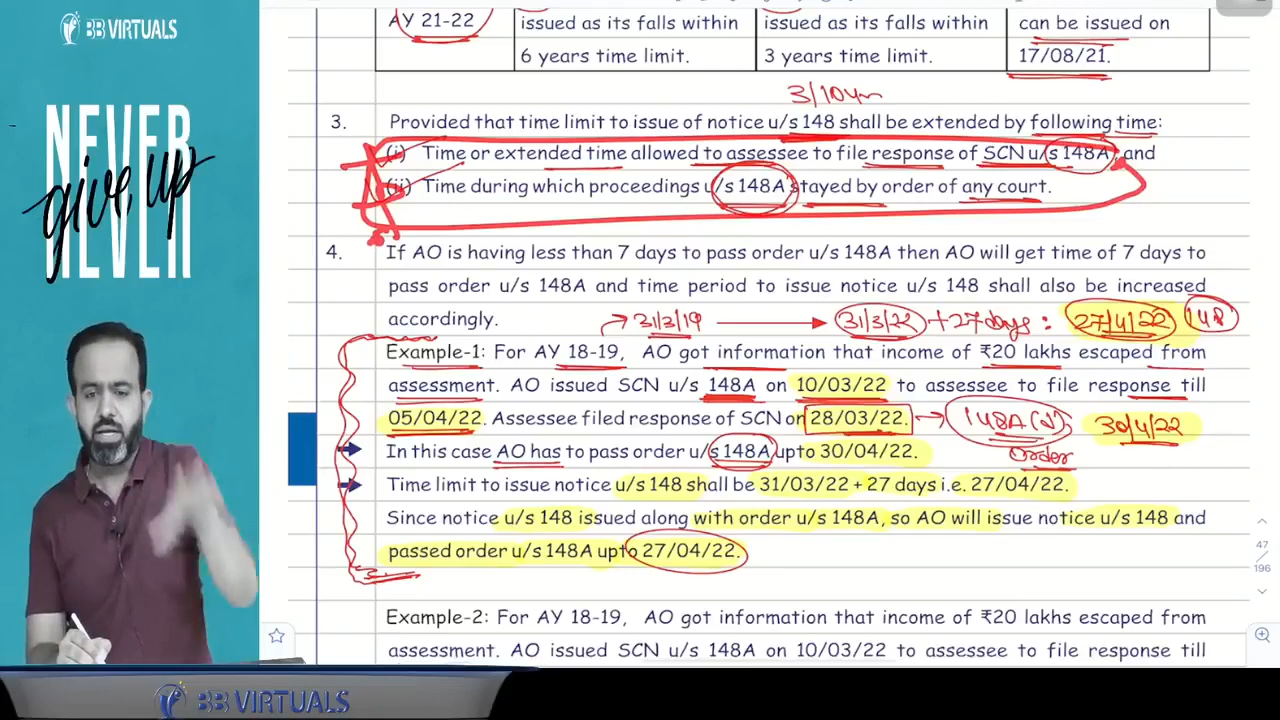 BB VIRTUALS
NEVER
give up
NEVER
AY 21-22
issued as its falls within
6 years time limit.
issued as its falls within
3 years time limit.
can be issued on
17/08/21.
3/10 yrs
3. Provided that time limit to issue of notice u/s 148 shall be extended by following time:
(i) Time or extended time allowed to assessee to file response of SCN u/s 148A, and
(ii) Time during which proceedings u/s 148A stayed by order of any court.
4. If AO is having less than 7 days to pass order u/s 148A then AO will get time of 7 days to
pass order u/s 148A and time period to issue notice u/s 148 shall also be increased
accordingly.
31/3/19 31/3/22 + 27 days : 27/4/22 148
Example-1: For AY 18-19, AO got information that income of ₹20 lakhs escaped from
assessment. AO issued SCN u/s 148A on 10/03/22 to assessee to file response till
05/04/22. Assessee filed response of SCN on 28/03/22. 148A(d) 30/4/22
order
In this case AO has to pass order u/s 148A upto 30/04/22.
Time limit to issue notice u/s 148 shall be 31/03/22 + 27 days i.e. 27/04/22.
Since notice u/s 148 issued along with order u/s 148A, so AO will issue notice u/s 148 and
passed order u/s 148A upto 27/04/22.
Example-2: For AY 18-19, AO got information that income of ₹20 lakhs escaped from
assessment. AO issued SCN u/s 148A on 10/03/22 to assessee to file response till
47
/
196
BB VIRTUALS